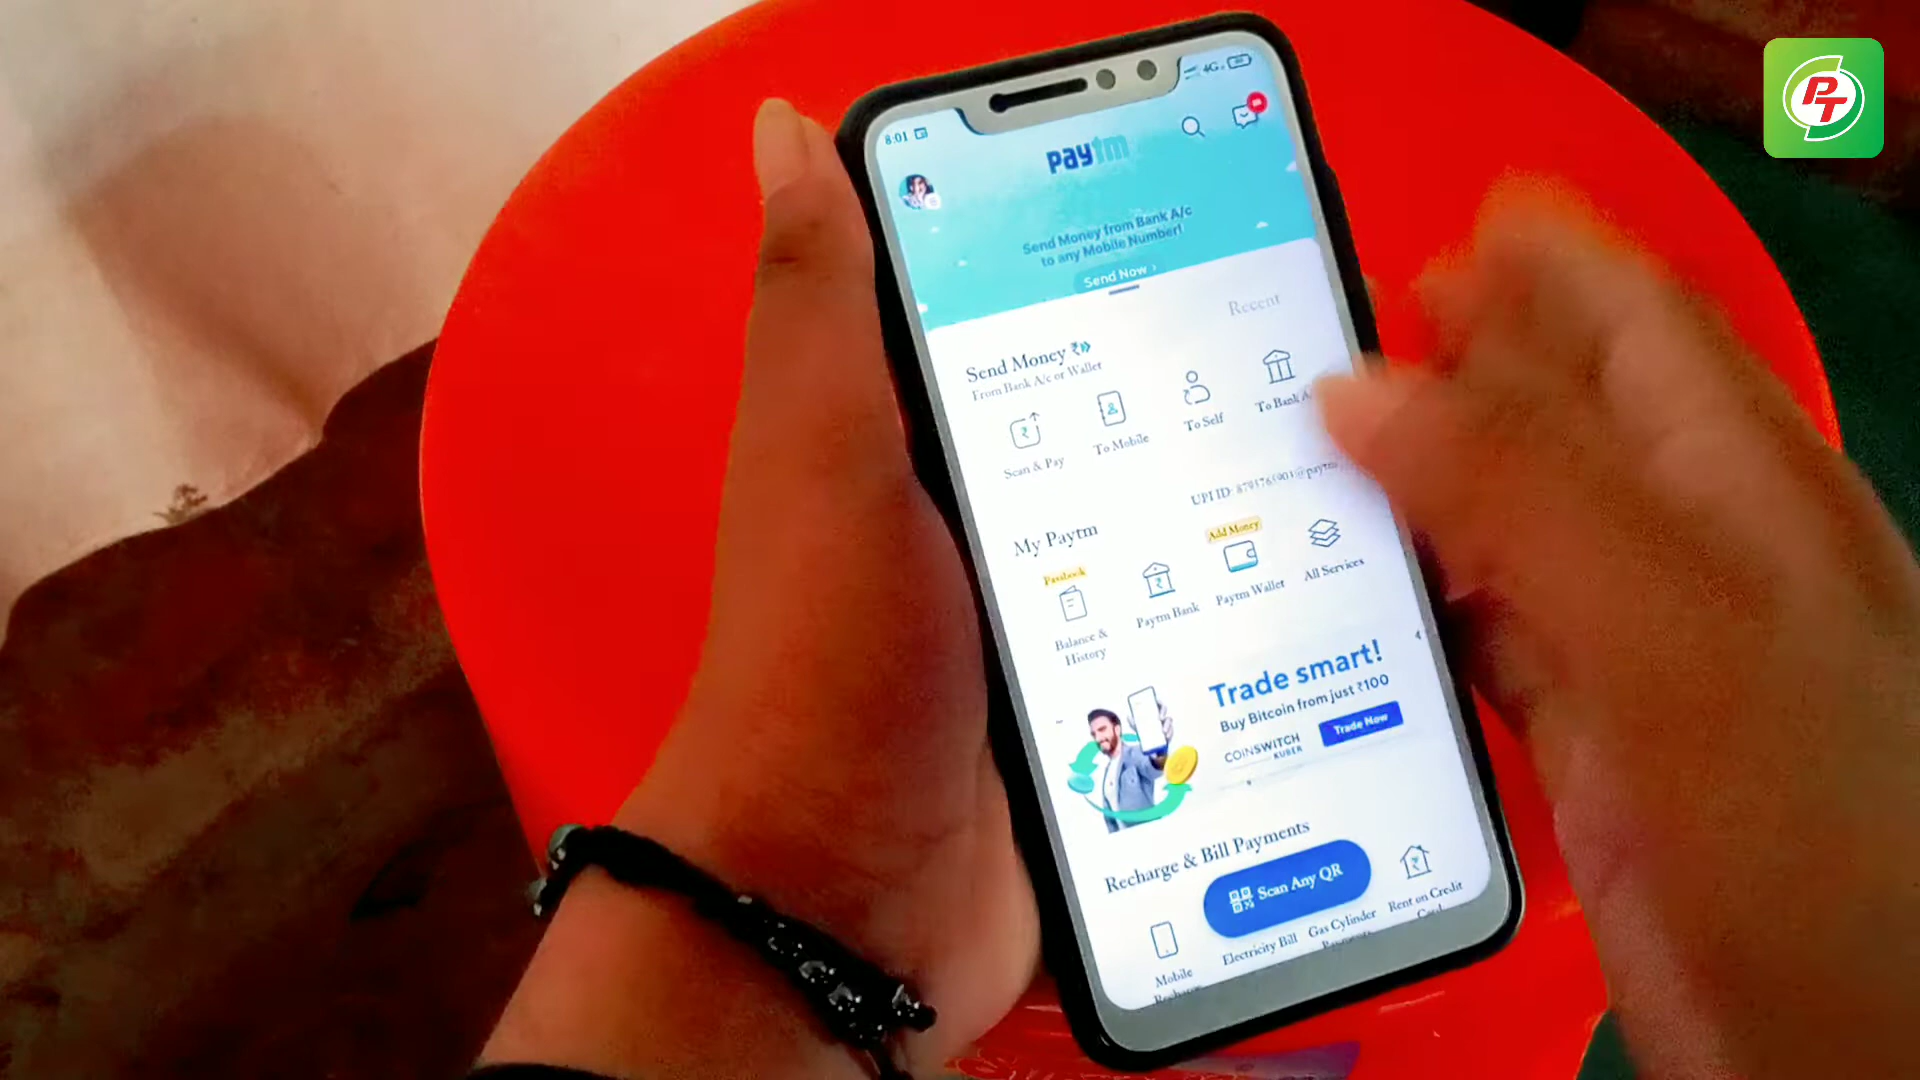 PT
8:01
4G
paytm
Send Money from Bank A/c
to any Mobile Number!
Send Now ›
Recent
Send Money ₹
From Bank A/c or Wallet
Scan & Pay
To Mobile
To Self
To Bank A
UPI ID:
@paytm
My Paytm
Passbook
Add Money
Balance &
History
Paytm Bank
Paytm Wallet
All Services
Trade smart!
Buy Bitcoin from just ₹100
COINSWITCH
KUBER
Trade Now
Recharge & Bill Payments
Scan Any QR
Mobile
Recharge
Electricity Bill
Gas Cylinder
Rent on Credit
Card